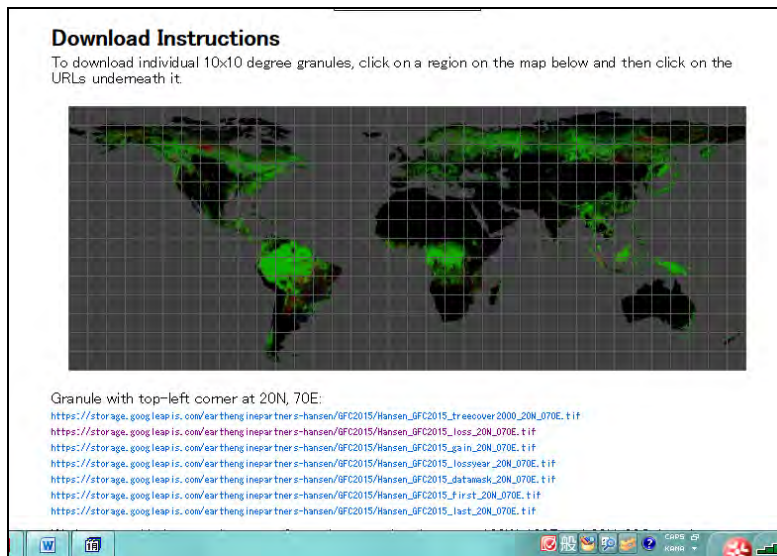 Download Instructions
To download individual 10x10 degree granules, click on a region on the map below and then click on the
URLs underneath it.
Granule with top-left corner at 20N, 70E:
https://storage.googleapis.com/earthenginepartners-hansen/GFC2015/Hansen_GFC2015_treecover2000_20N_070E.tif
https://storage.googleapis.com/earthenginepartners-hansen/GFC2015/Hansen_GFC2015_loss_20N_070E.tif
https://storage.googleapis.com/earthenginepartners-hansen/GFC2015/Hansen_GFC2015_gain_20N_070E.tif
https://storage.googleapis.com/earthenginepartners-hansen/GFC2015/Hansen_GFC2015_lossyear_20N_070E.tif
https://storage.googleapis.com/earthenginepartners-hansen/GFC2015/Hansen_GFC2015_datamask_20N_070E.tif
https://storage.googleapis.com/earthenginepartners-hansen/GFC2015/Hansen_GFC2015_first_20N_070E.tif
https://storage.googleapis.com/earthenginepartners-hansen/GFC2015/Hansen_GFC2015_last_20N_070E.tif
W 般 CAPS
KANA